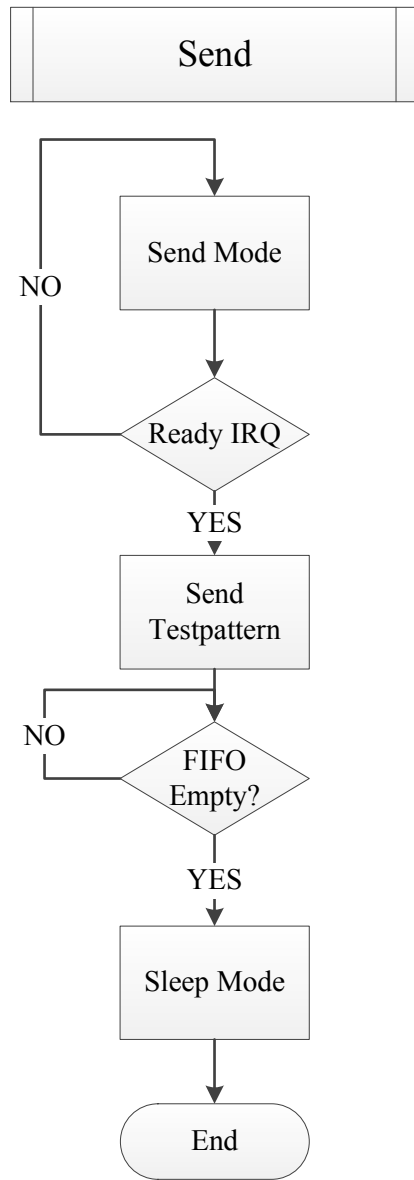 Send
Send Mode
NO
Ready IRQ
YES
Send
Testpattern
NO
FIFO
Empty?
YES
Sleep Mode
End